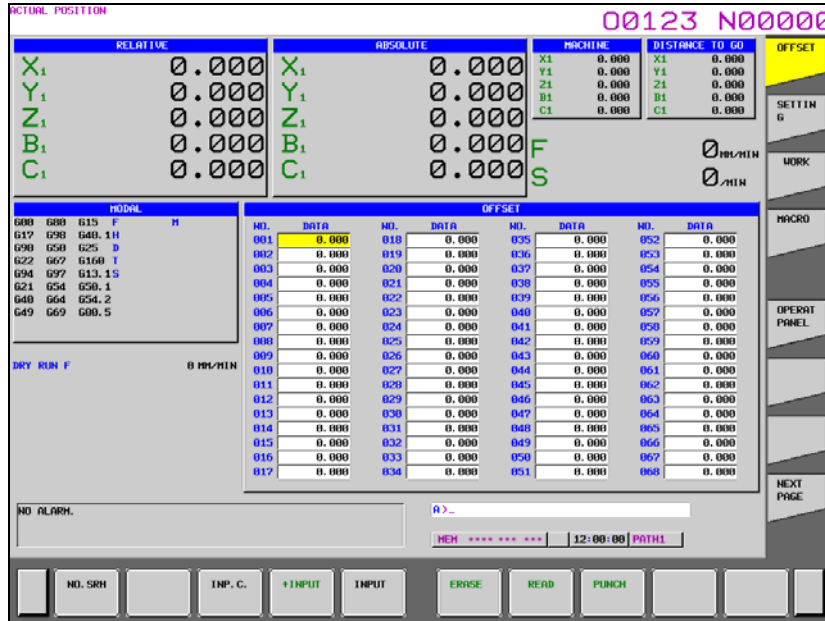 ACTUAL POSITION
O0123 N00000
RELATIVE
X1 0.000
Y1 0.000
Z1 0.000
B1 0.000
C1 0.000
ABSOLUTE
X1 0.000
Y1 0.000
Z1 0.000
B1 0.000
C1 0.000
MACHINE
X1 0.000
Y1 0.000
Z1 0.000
B1 0.000
C1 0.000
DISTANCE TO GO
X1 0.000
Y1 0.000
Z1 0.000
B1 0.000
C1 0.000
F 0 MM/MIN
S 0 /MIN
OFFSET
SETTIN
G
WORK
MACRO
OPERAT
PANEL
NEXT
PAGE
MODAL
G00 G80 G15 F M
G17 G98 G40.1 H
G90 G50 G25 D
G22 G67 G160 T
G94 G97 G13.1 S
G21 G54 G50.1
G40 G64 G54.2
G49 G69 G80.5
DRY RUN F 0 MM/MIN
OFFSET
NO. DATA NO. DATA NO. DATA NO. DATA
001 0.000 018 0.000 035 0.000 052 0.000
002 0.000 019 0.000 036 0.000 053 0.000
003 0.000 020 0.000 037 0.000 054 0.000
004 0.000 021 0.000 038 0.000 055 0.000
005 0.000 022 0.000 039 0.000 056 0.000
006 0.000 023 0.000 040 0.000 057 0.000
007 0.000 024 0.000 041 0.000 058 0.000
008 0.000 025 0.000 042 0.000 059 0.000
009 0.000 026 0.000 043 0.000 060 0.000
010 0.000 027 0.000 044 0.000 061 0.000
011 0.000 028 0.000 045 0.000 062 0.000
012 0.000 029 0.000 046 0.000 063 0.000
013 0.000 030 0.000 047 0.000 064 0.000
014 0.000 031 0.000 048 0.000 065 0.000
015 0.000 032 0.000 049 0.000 066 0.000
016 0.000 033 0.000 050 0.000 067 0.000
017 0.000 034 0.000 051 0.000 068 0.000
NO ALARM.
A>_
MEM **** *** *** 12:00:00 PATH1
NO.SRH INP.C. +INPUT INPUT ERASE READ PUNCH